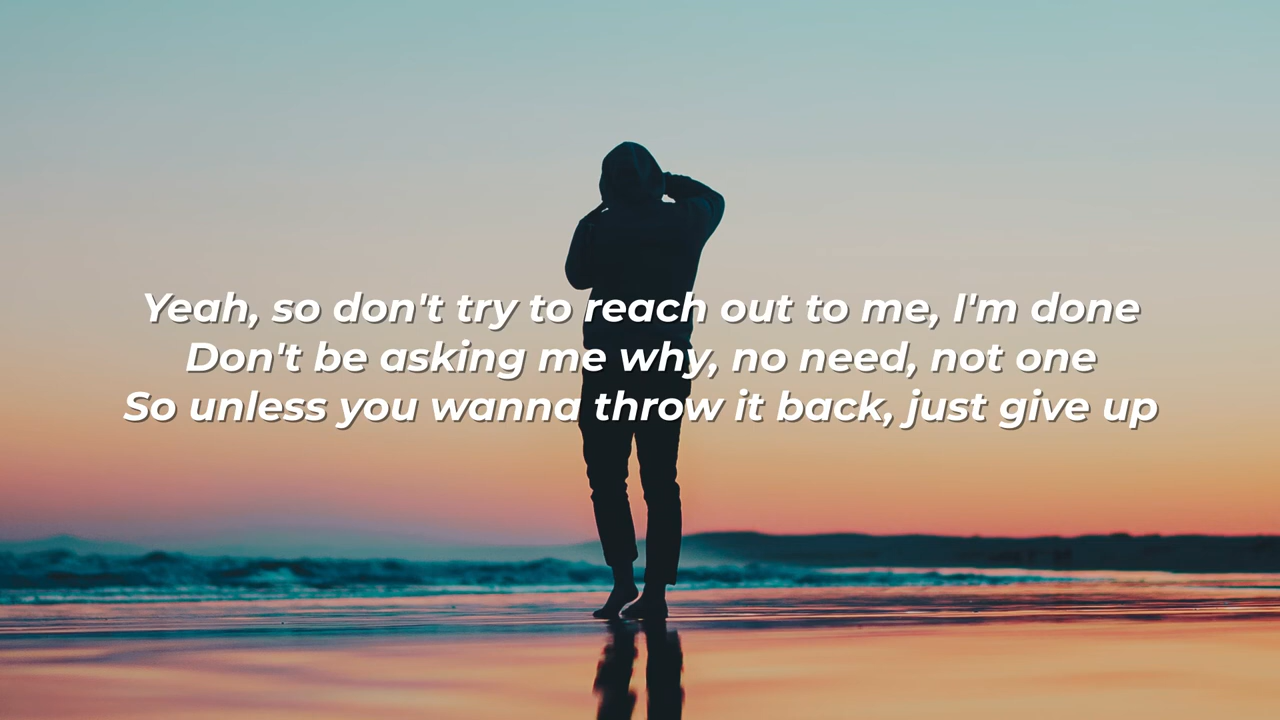 Yeah, so don't try to reach out to me, I'm done
Don't be asking me why, no need, not one
So unless you wanna throw it back, just give up